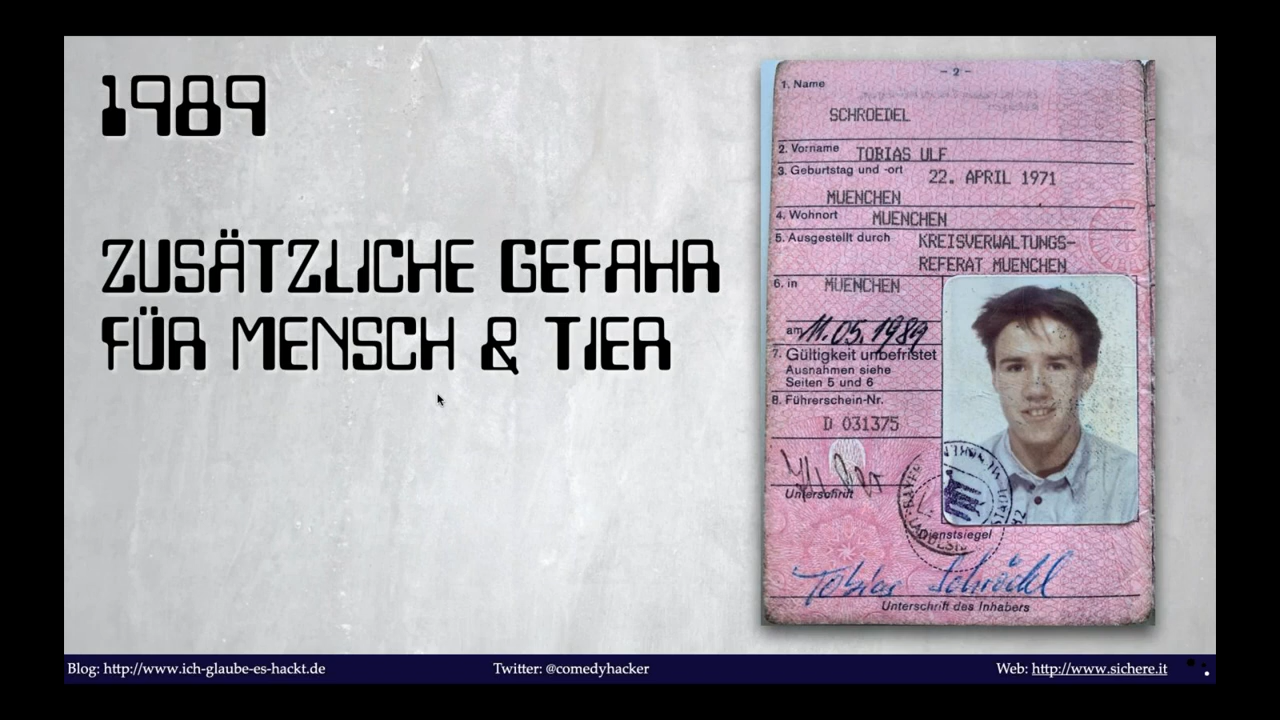 1989
ZUSÄTZLICHE GEFAHR
FÜR MENSCH & TIER
- 2 -
1. Name
SCHROEDEL
2. Vorname TOBIAS ULF
3. Geburtstag und -ort 22. APRIL 1971
MUENCHEN
4. Wohnort MUENCHEN
5. Ausgestellt durch KREISVERWALTUNGS-
REFERAT MUENCHEN
6. in MUENCHEN
am 11.05.1989
7. Gültigkeit unbefristet
Ausnahmen siehe
Seiten 5 und 6
8. Führerschein-Nr.
D 031375
Unterschrift
Dienstsiegel
Tobias Schrödel
Unterschrift des Inhabers
Blog: http://www.ich-glaube-es-hackt.de Twitter: @comedyhacker Web: http://www.sichere.it